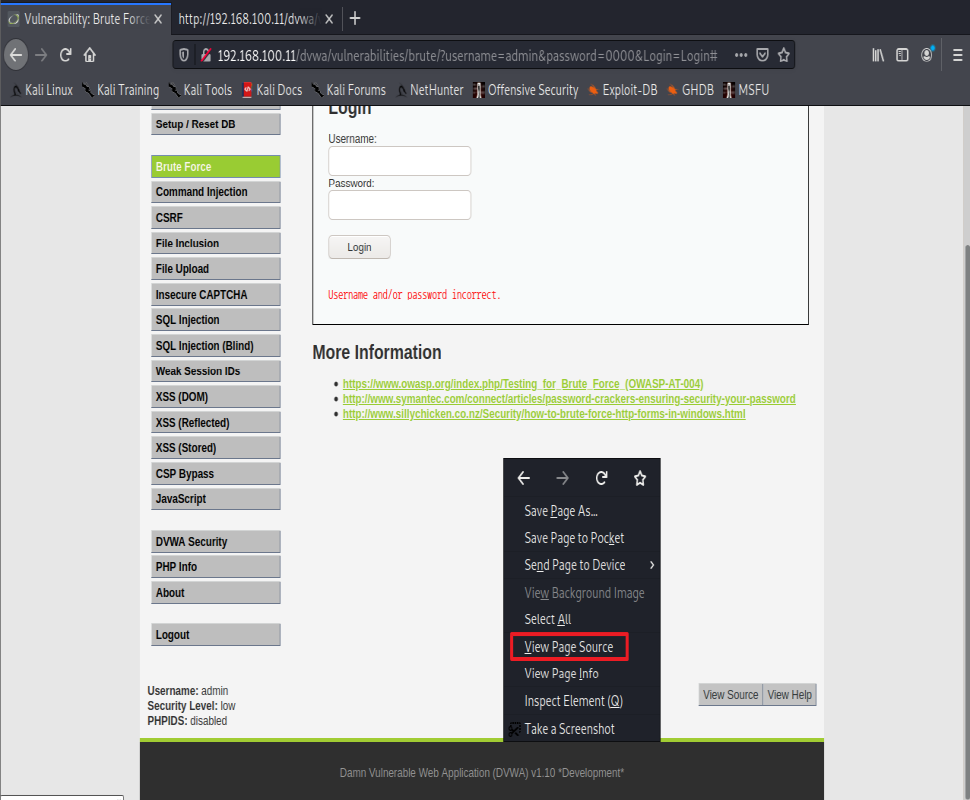 Vulnerability: Brute Force
http://192.168.100.11/dvwa/
192.168.100.11/dvwa/vulnerabilities/brute/?username=admin&password=0000&Login=Login#
Kali Linux Kali Training Kali Tools Kali Docs Kali Forums NetHunter Offensive Security Exploit-DB GHDB MSFU
Setup / Reset DB
Brute Force
Command Injection
CSRF
File Inclusion
File Upload
Insecure CAPTCHA
SQL Injection
SQL Injection (Blind)
Weak Session IDs
XSS (DOM)
XSS (Reflected)
XSS (Stored)
CSP Bypass
JavaScript
DVWA Security
PHP Info
About
Logout
Login
Username:
Password:
Login
Username and/or password incorrect.
More Information
https://www.owasp.org/index.php/Testing_for_Brute_Force_(OWASP-AT-004)
http://www.symantec.com/connect/articles/password-crackers-ensuring-security-your-password
http://www.sillychicken.co.nz/Security/how-to-brute-force-http-forms-in-windows.html
Save Page As...
Save Page to Pocket
Send Page to Device
View Background Image
Select All
View Page Source
View Page Info
Inspect Element (Q)
Take a Screenshot
Username: admin
Security Level: low
PHPIDS: disabled
View Source View Help
Damn Vulnerable Web Application (DVWA) v1.10 *Development*